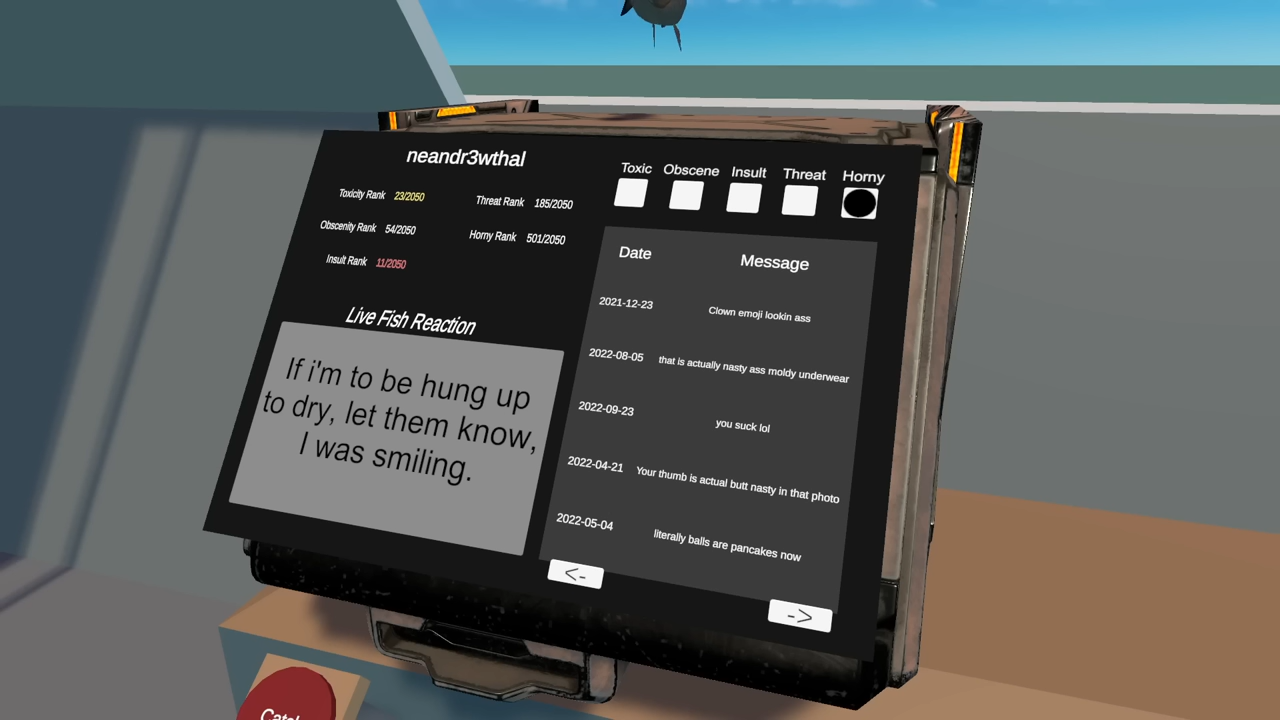 neandr3wthal
Toxicity Rank 23/2050
Threat Rank 185/2050
Obscenity Rank 54/2050
Horny Rank 501/2050
Insult Rank 11/2050
Live Fish Reaction
If i'm to be hung up
to dry, let them know,
I was smiling.
Toxic Obscene Insult Threat Horny
Date Message
2021-12-23 Clown emoji lookin ass
2022-08-05 that is actually nasty ass moldy underwear
2022-09-23 you suck lol
2022-04-21 Your thumb is actual butt nasty in that photo
2022-05-04 literally balls are pancakes now
<-
->